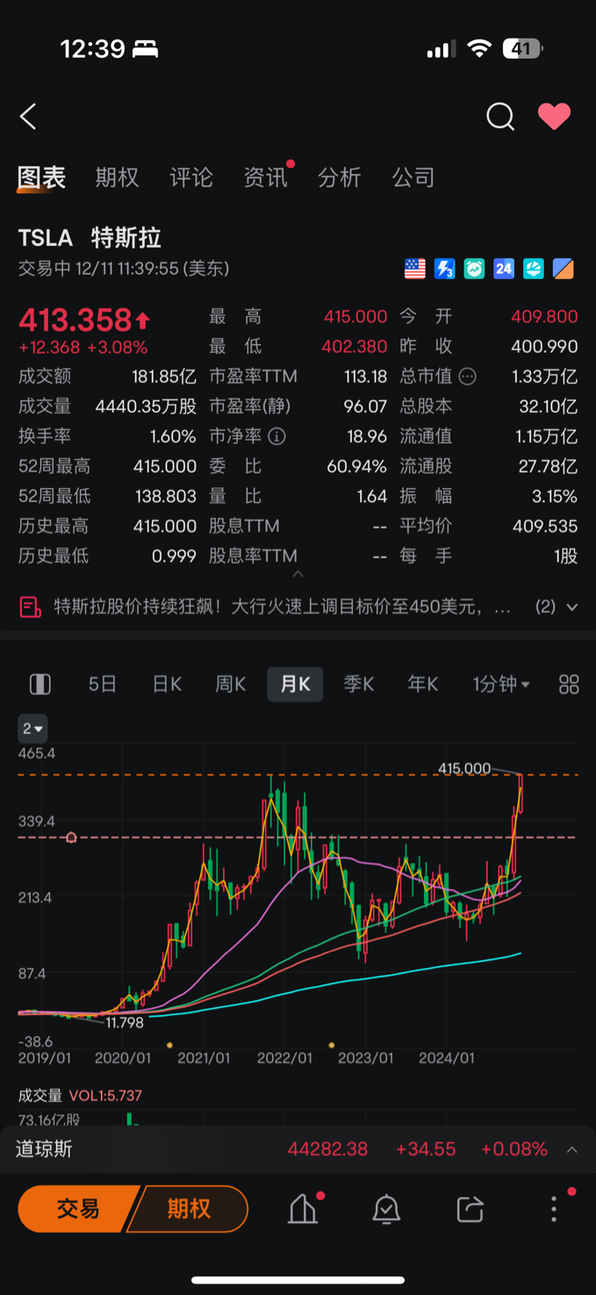 12:39
41
图表 期权 评论 资讯 分析 公司
TSLA 特斯拉
交易中 12/11 11:39:55 (美东)
3 24
413.358 最 高 415.000 今 开 409.800
+12.368 +3.08% 最 低 402.380 昨 收 400.990
成交额 181.85亿 市盈率TTM 113.18 总市值 1.33万亿
成交量 4440.35万股 市盈率(静) 96.07 总股本 32.10亿
换手率 1.60% 市净率 18.96 流通值 1.15万亿
52周最高 415.000 委 比 60.94% 流通股 27.78亿
52周最低 138.803 量 比 1.64 振 幅 3.15%
历史最高 415.000 股息TTM -- 平均价 409.535
历史最低 0.999 股息率TTM -- 每 手 1股
特斯拉股价持续狂飙！大行火速上调目标价至450美元，... (2)
5日 日K 周K 月K 季K 年K 1分钟
2
465.4
415.000
339.4
213.4
87.4
11.798
-38.6
2019/01 2020/01 2021/01 2022/01 2023/01 2024/01
成交量 VOL1:5.737
73.16亿股
道琼斯 44282.38 +34.55 +0.08%
交易 期权